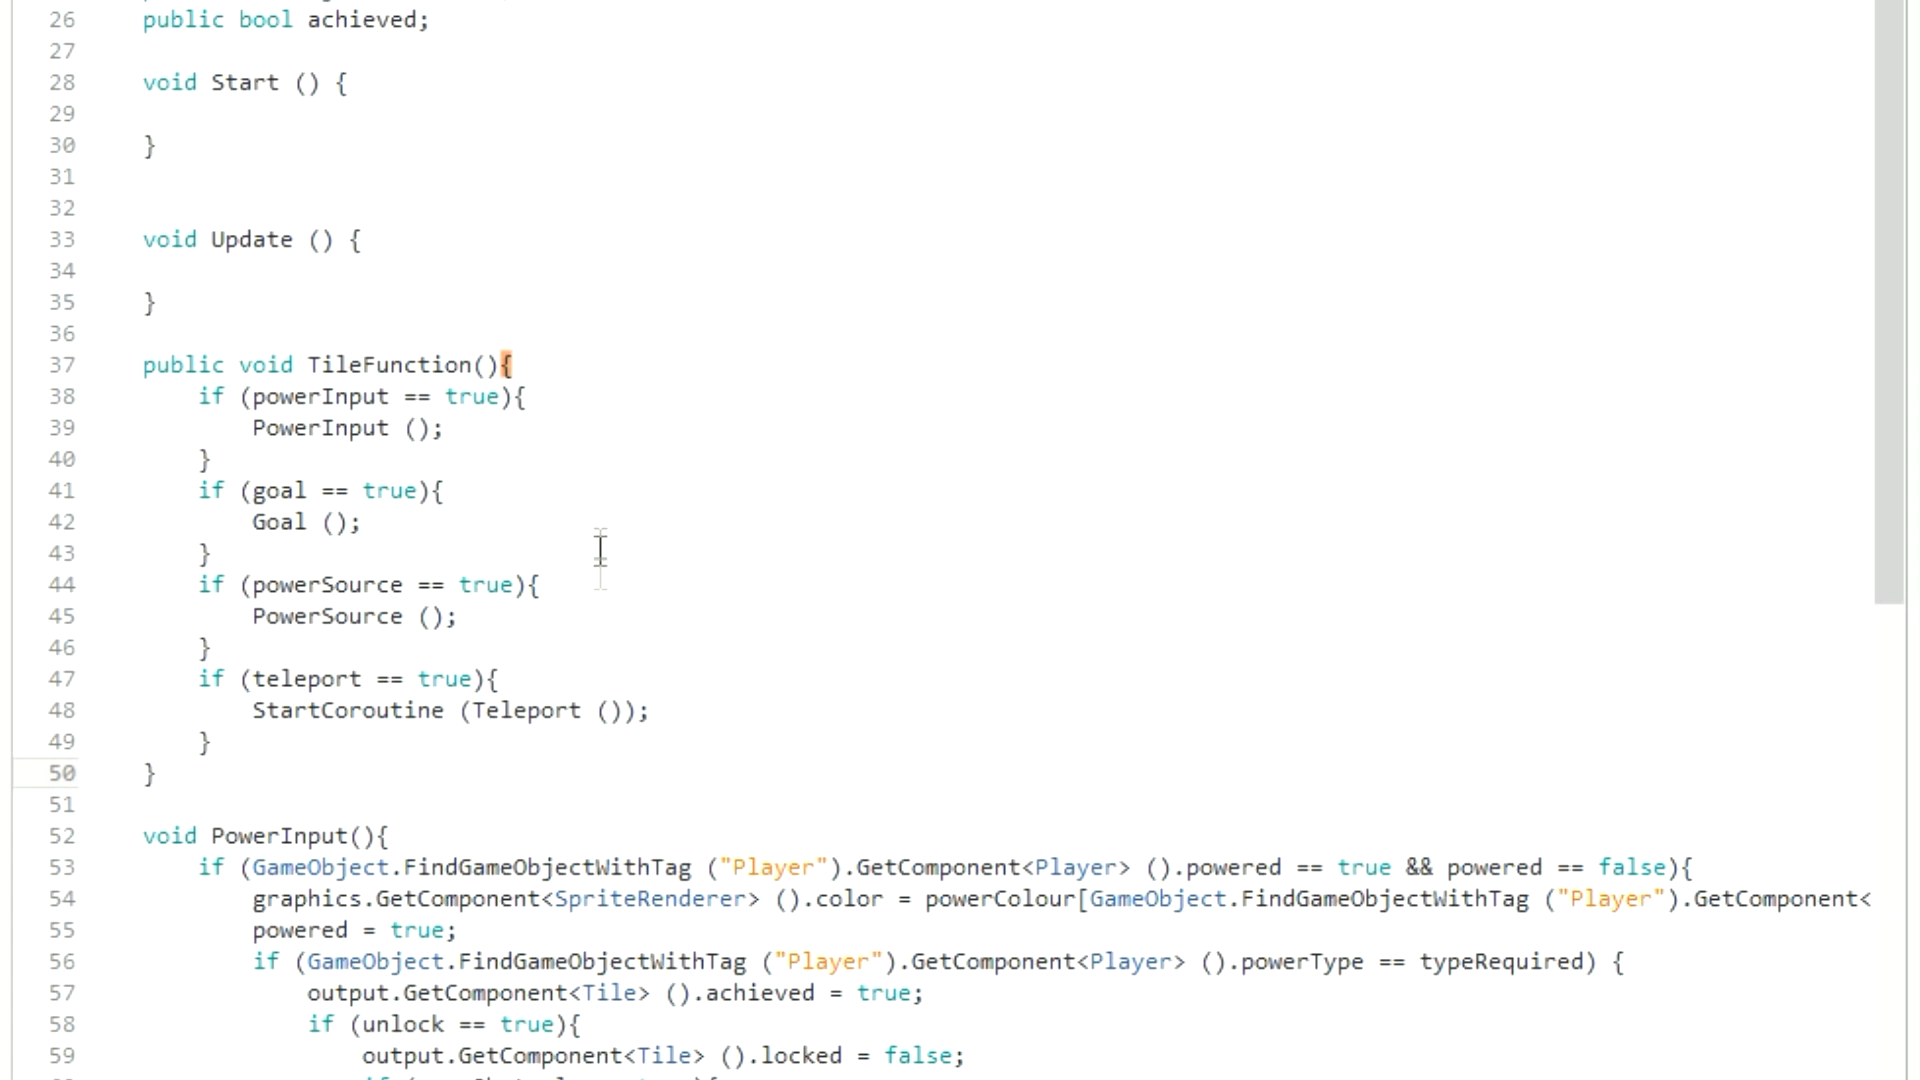 26 public bool achieved;
27
28 void Start () {
29
30 }
31
32
33 void Update () {
34
35 }
36
37 public void TileFunction(){
38 if (powerInput == true){
39 PowerInput ();
40 }
41 if (goal == true){
42 Goal ();
43 }
44 if (powerSource == true){
45 PowerSource ();
46 }
47 if (teleport == true){
48 StartCoroutine (Teleport ());
49 }
50 }
51
52 void PowerInput(){
53 if (GameObject.FindGameObjectWithTag ("Player").GetComponent<Player> ().powered == true && powered == false){
54 graphics.GetComponent<SpriteRenderer> ().color = powerColour[GameObject.FindGameObjectWithTag ("Player").GetComponent<
55 powered = true;
56 if (GameObject.FindGameObjectWithTag ("Player").GetComponent<Player> ().powerType == typeRequired) {
57 output.GetComponent<Tile> ().achieved = true;
58 if (unlock == true){
59 output.GetComponent<Tile> ().locked = false;